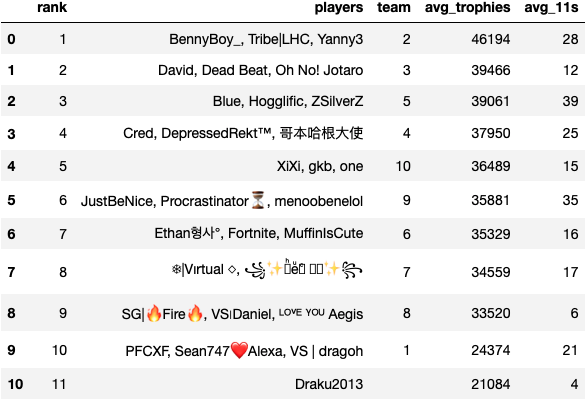 rank players team avg_trophies avg_11s
0 1 BennyBoy_, Tribe|LHC, Yanny3 2 46194 28
1 2 David, Dead Beat, Oh No! Jotaro 3 39466 12
2 3 Blue, Hogglific, ZSilverZ 5 39061 39
3 4 Cred, DepressedRekt™, 哥本哈根大使 4 37950 25
4 5 XiXi, gkb, one 10 36489 15
5 6 JustBeNice, Procrastinator⏳, menoobenelol 9 35881 35
6 7 Ethan형사°, Fortnite, MuffinIsCute 6 35329 16
7 8 ❄|Vırtual ◇, 7 34559 17
8 9 SG|🔥Fire🔥, VS|Daniel, ᴸᴼⱽᴱ ᵞᴼᵁ Aegis 8 33520 6
9 10 PFCXF, Sean747❤️Alexa, VS | dragoh 1 24374 21
10 11 Draku2013 11 21084 4